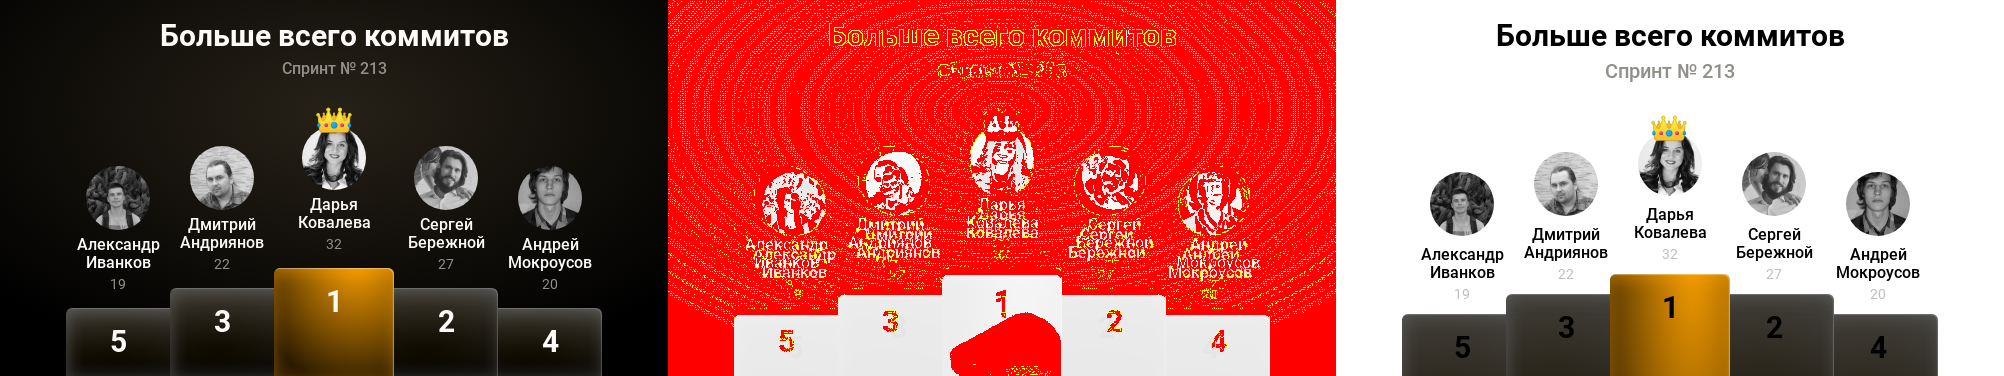 Больше всего коммитов
Спринт № 213
Александр
Иванков
19
Дмитрий
Андриянов
22
Дарья
Ковалева
32
Сергей
Бережной
27
Андрей
Мокроусов
20
5
3
1
2
4
Больше всего коммитов
Александр
Иванков
Дмитрий
Андриянов
Дарья
Ковалева
Сергей
Бережной
Андрей
Мокроусов
5
3
1
2
4
Больше всего коммитов
Спринт № 213
Александр
Иванков
19
Дмитрий
Андриянов
22
Дарья
Ковалева
32
Сергей
Бережной
27
Андрей
Мокроусов
20
5
3
1
2
4